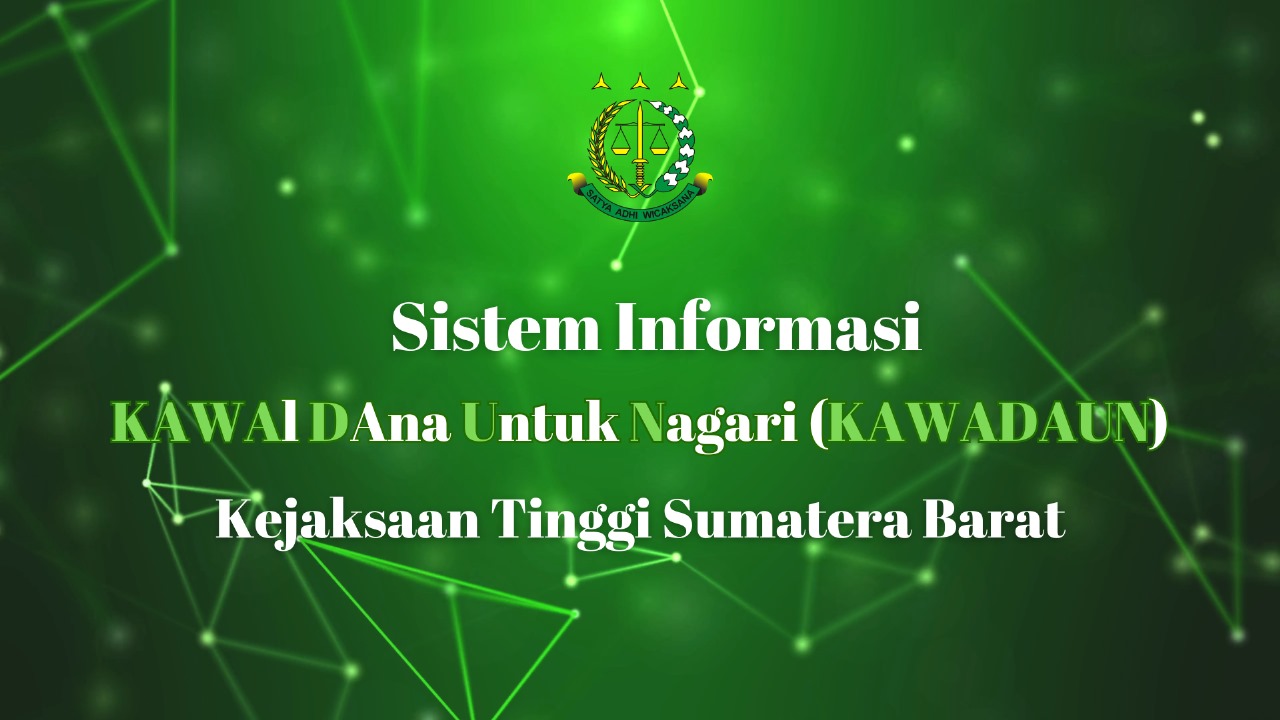 SATYA ADHI WICAKSANA
Sistem Informasi
KAWAl DAna Untuk Nagari (KAWADAUN)
Kejaksaan Tinggi Sumatera Barat